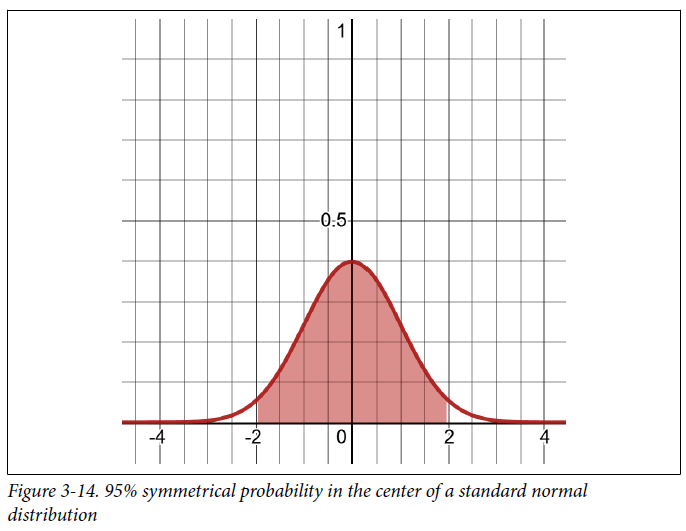 1
0.5
-4 -2 0 2 4
Figure 3-14. 95% symmetrical probability in the center of a standard normal
distribution